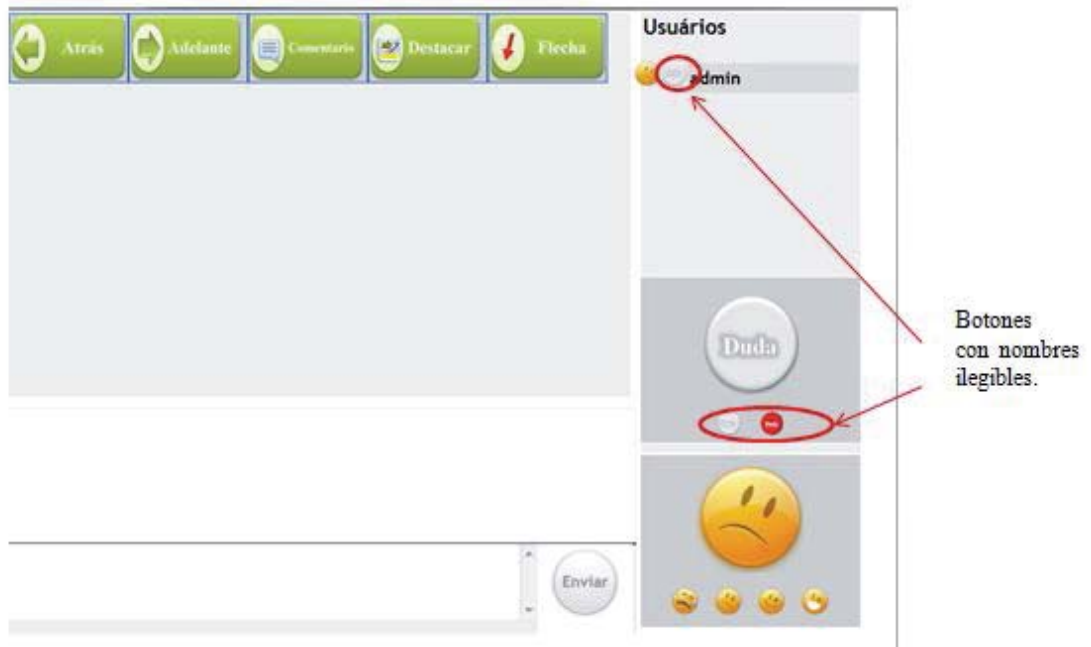 Atrás Adelante Comentario Destacar Flecha
Usuários
admin
Duda
Botones
con nombres
ilegibles.
Enviar